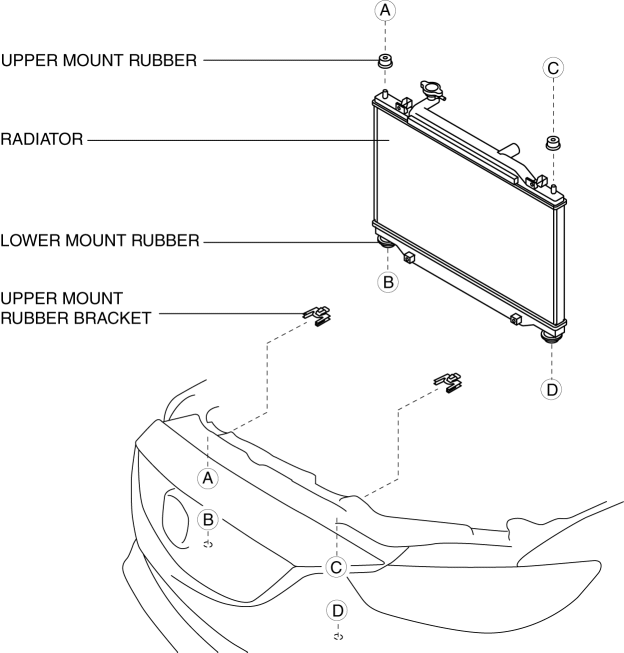 A
UPPER MOUNT RUBBER
C
RADIATOR
LOWER MOUNT RUBBER
B
UPPER MOUNT
RUBBER BRACKET
D
A
B
C
D